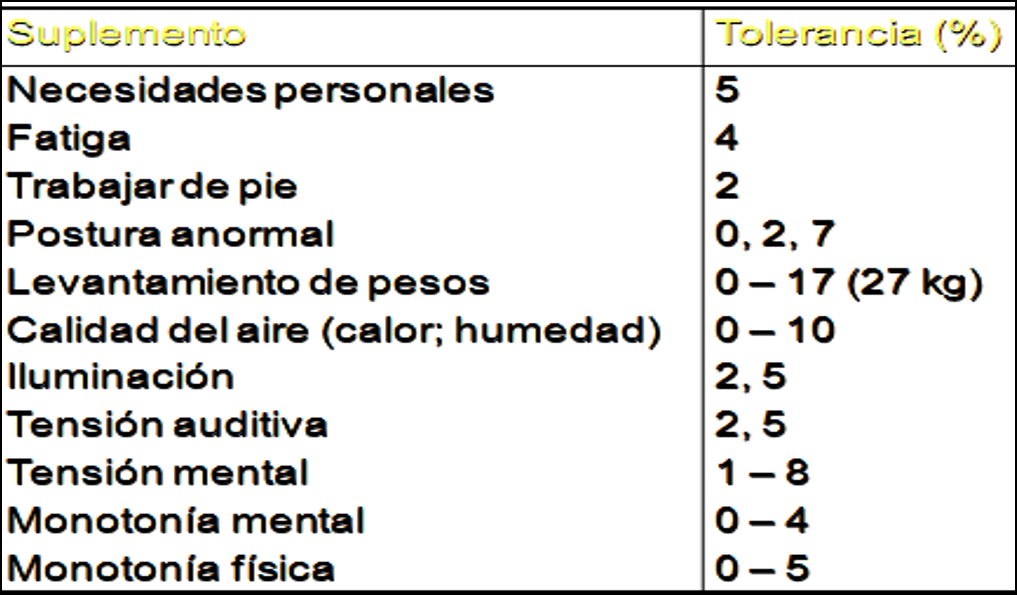 Suplemento Tolerancia (%)
Necesidades personales 5
Fatiga 4
Trabajar de pie 2
Postura anormal 0, 2, 7
Levantamiento de pesos 0 – 17 (27 kg)
Calidad del aire (calor; humedad) 0 – 10
Iluminación 2, 5
Tensión auditiva 2, 5
Tensión mental 1 – 8
Monotonía mental 0 – 4
Monotonía física 0 – 5